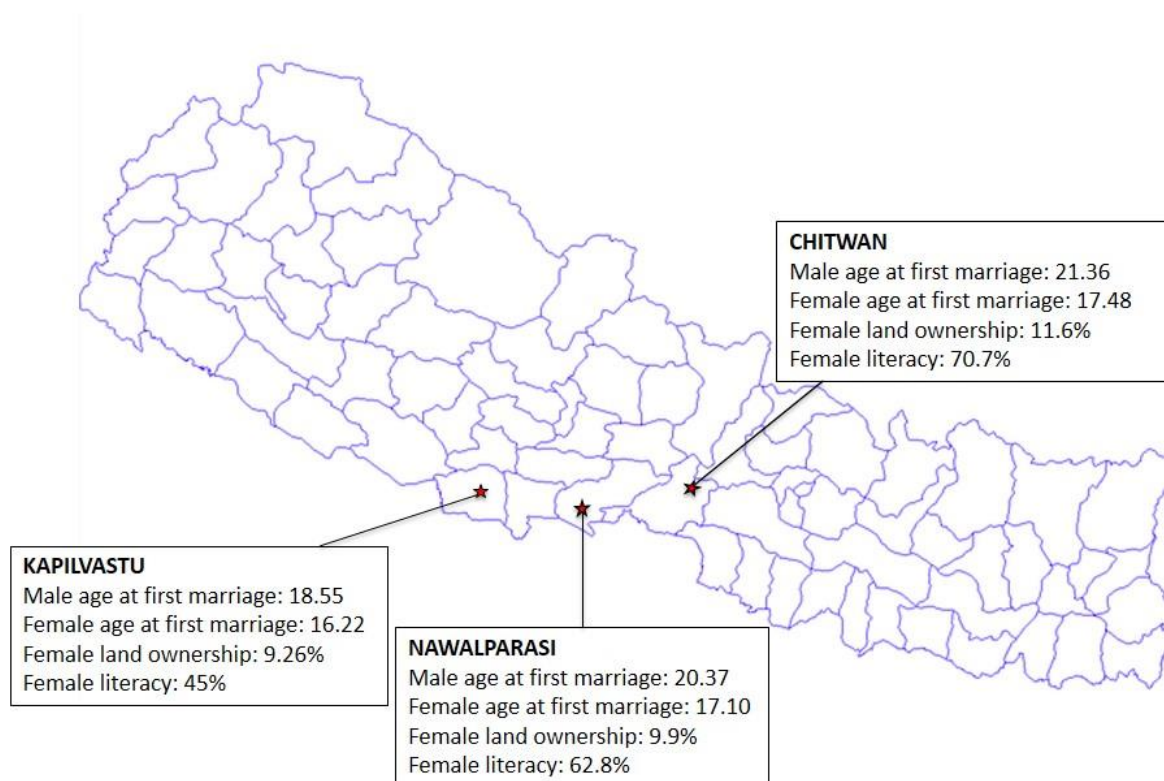 CHITWAN
Male age at first marriage: 21.36
Female age at first marriage: 17.48
Female land ownership: 11.6%
Female literacy: 70.7%
KAPILVASTU
Male age at first marriage: 18.55
Female age at first marriage: 16.22
Female land ownership: 9.26%
Female literacy: 45%
NAWALPARASI
Male age at first marriage: 20.37
Female age at first marriage: 17.10
Female land ownership: 9.9%
Female literacy: 62.8%